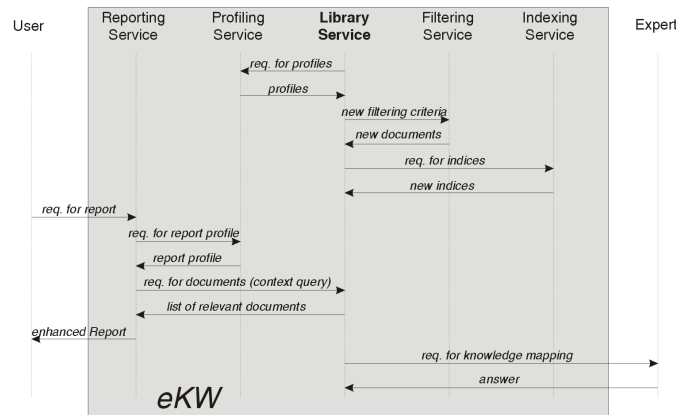 User
Reporting Service
Profiling Service
Library Service
Filtering Service
Indexing Service
Expert
req. for profiles
profiles
new filtering criteria
new documents
req. for indices
new indices
req. for report
req. for report profile
report profile
req. for documents (context query)
list of relevant documents
enhanced Report
req. for knowledge mapping
answer
eKW